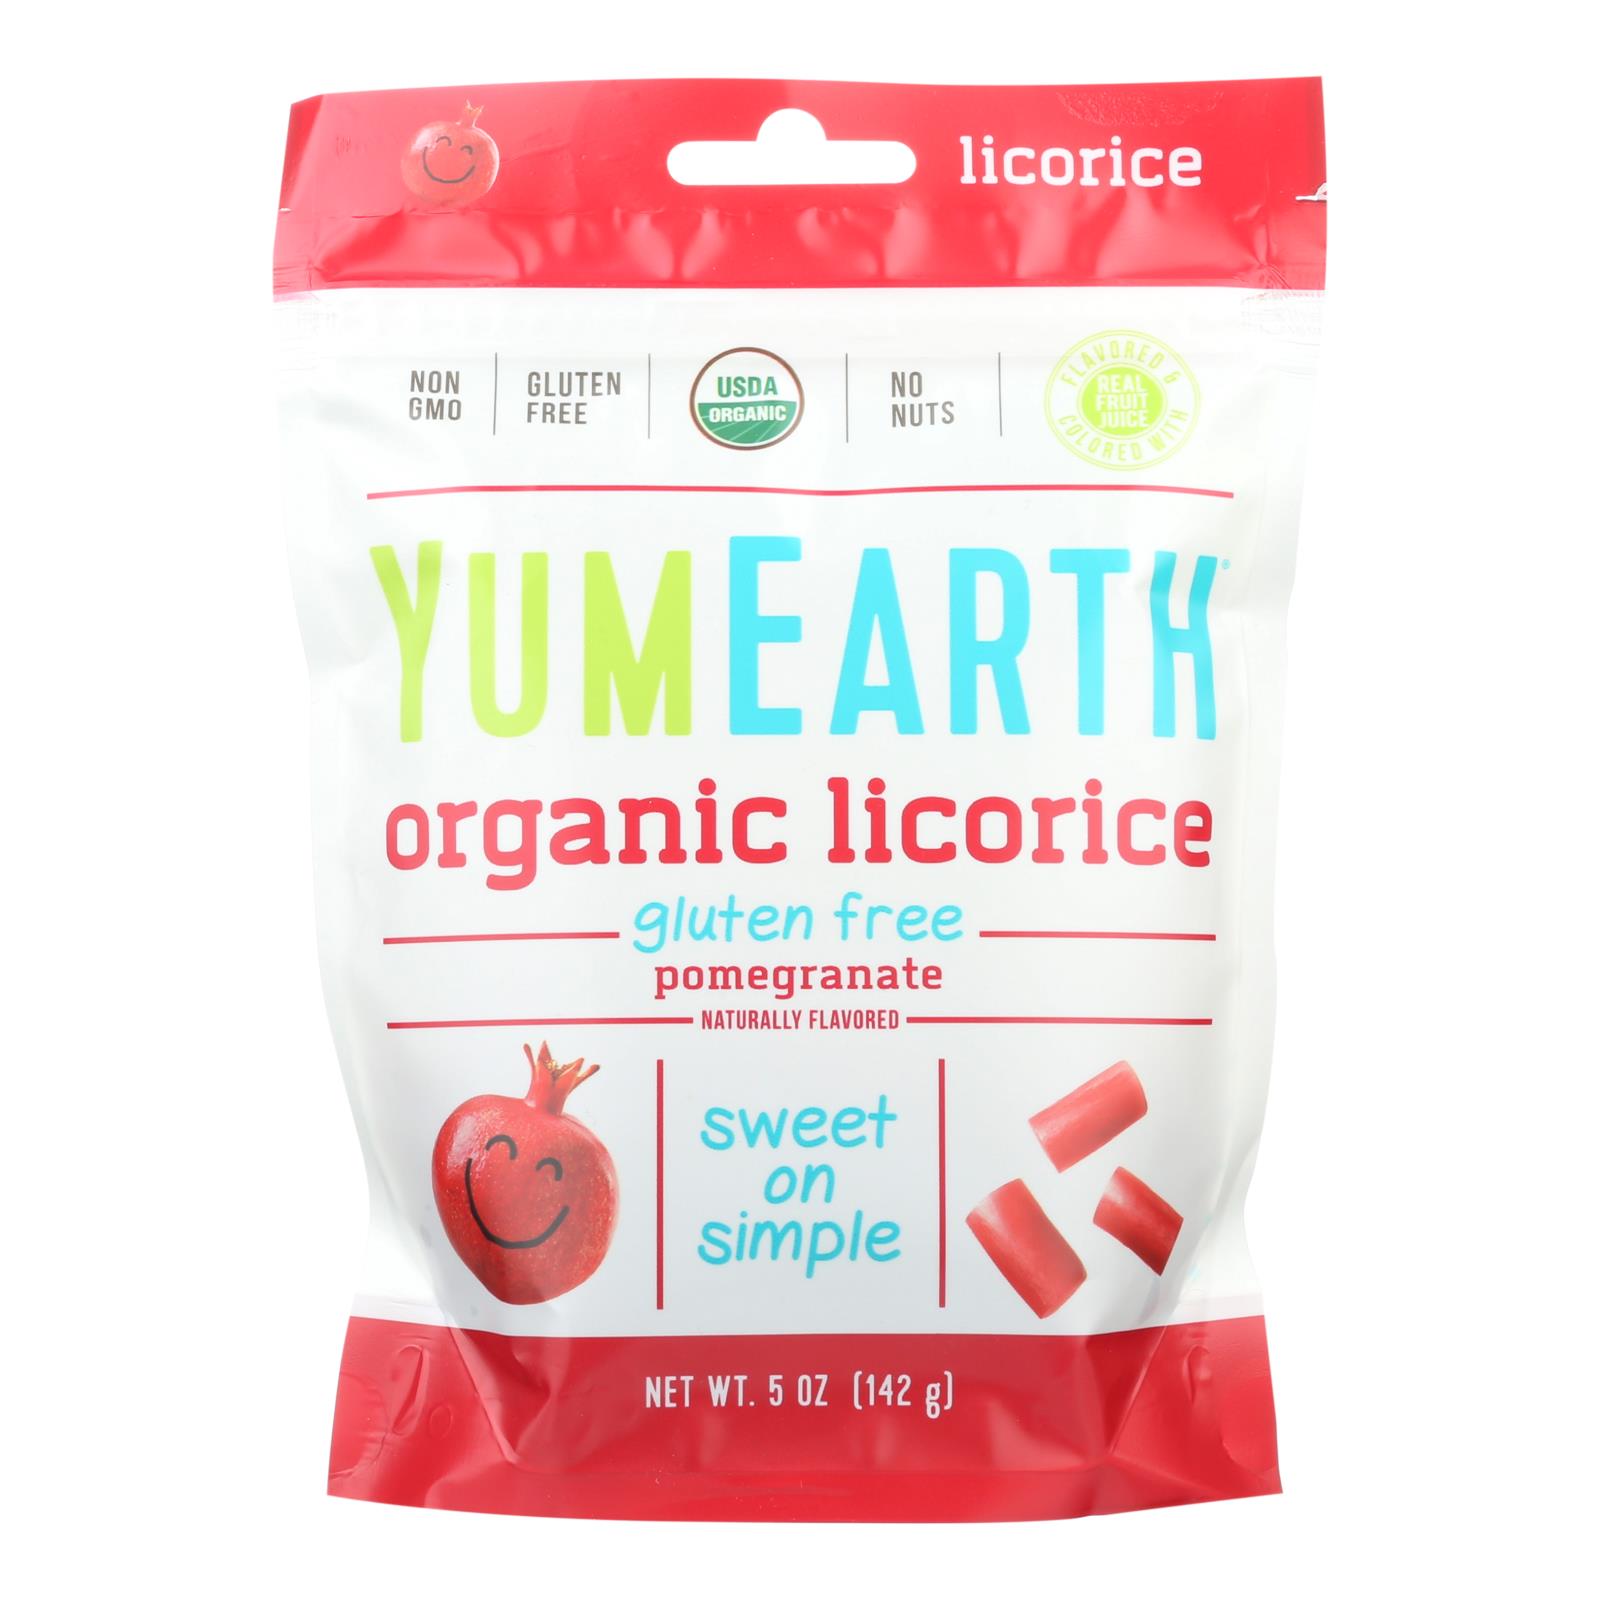 licorice
NON
GMO
GLUTEN
FREE
USDA
ORGANIC
NO
NUTS
FLAVORED &
COLORED WITH
REAL
FRUIT
JUICE
YUMEARTH®
organic licorice
gluten free
pomegranate
NATURALLY FLAVORED
sweet
on
simple
NET WT. 5 OZ (142 g)